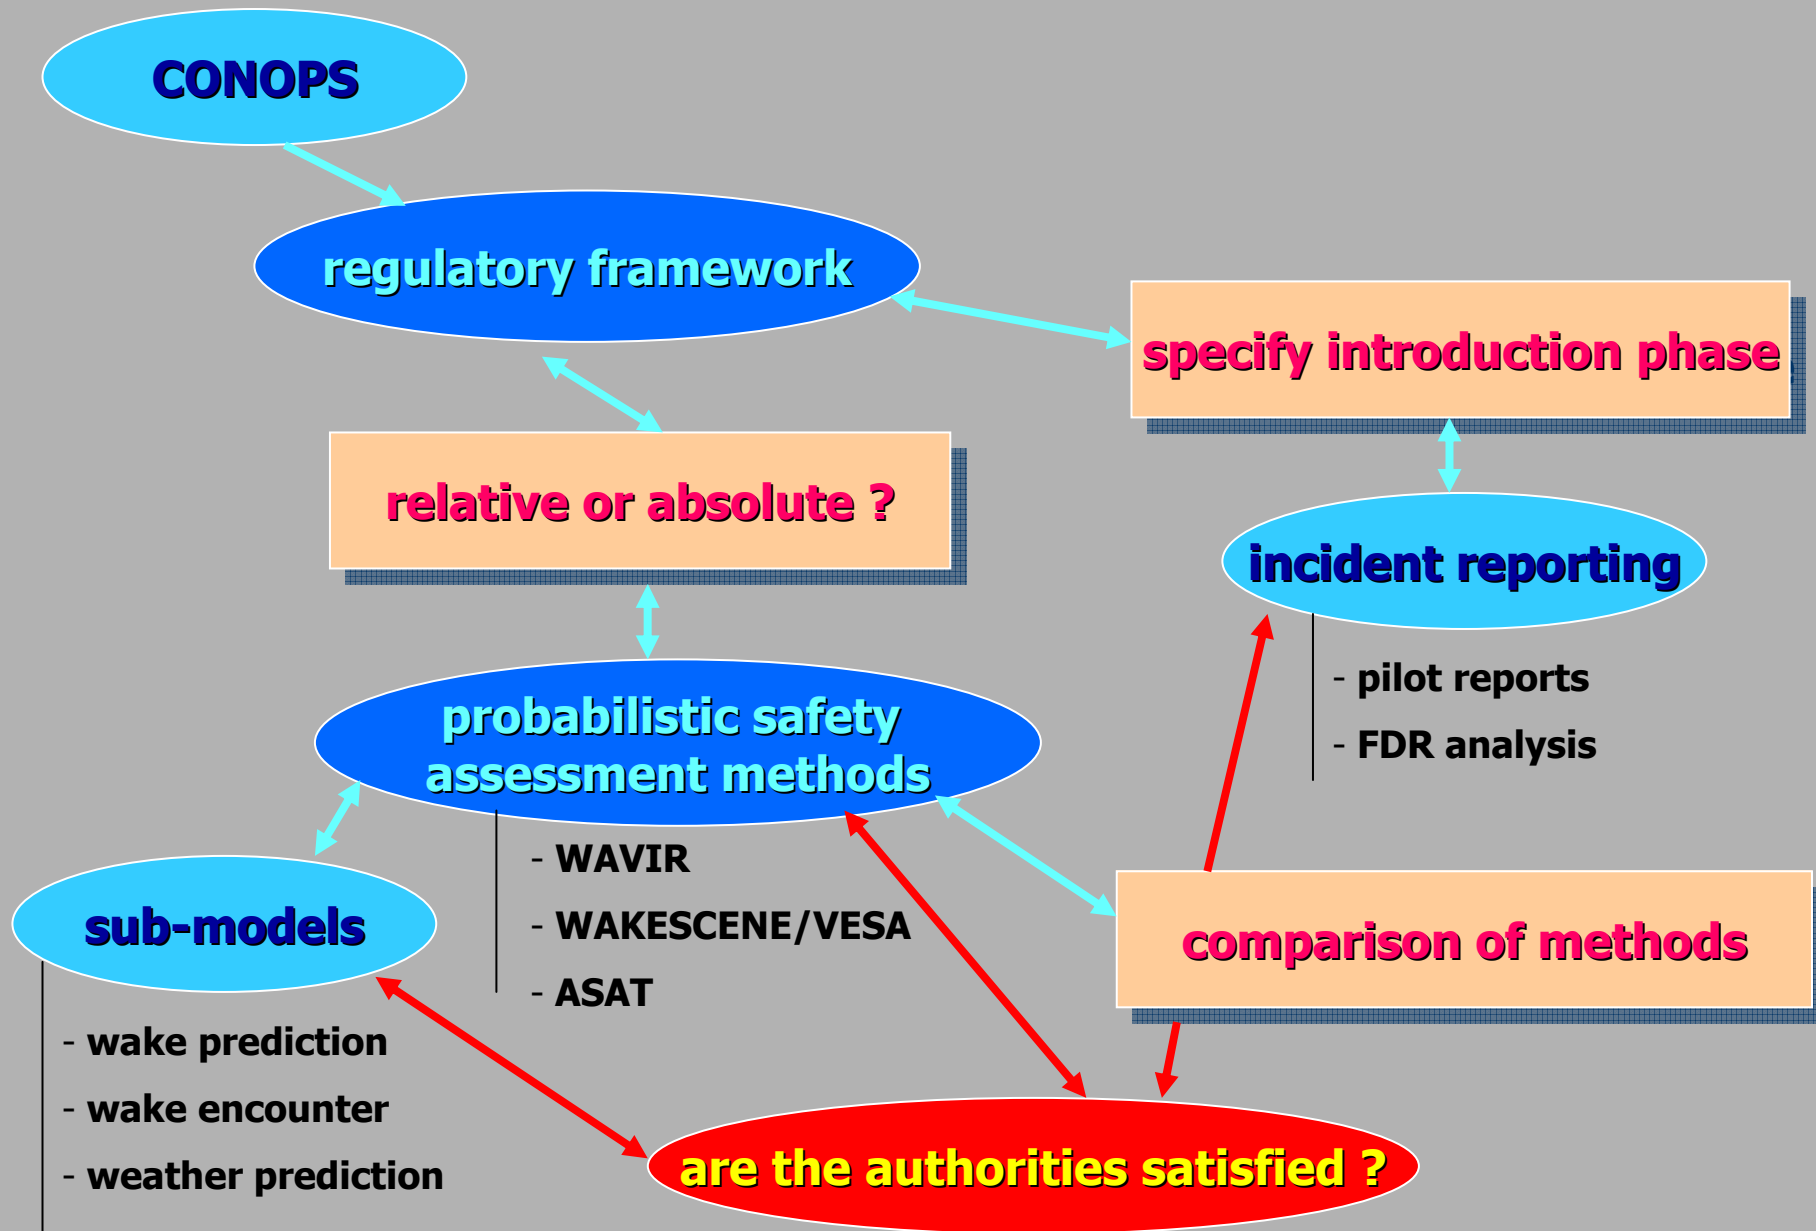 CONOPS
regulatory framework
specify introduction phase
relative or absolute ?
incident reporting
- pilot reports
- FDR analysis
probabilistic safety
assessment methods
- WAVIR
- WAKESCENE/VESA
- ASAT
sub-models
- wake prediction
- wake encounter
- weather prediction
comparison of methods
are the authorities satisfied ?